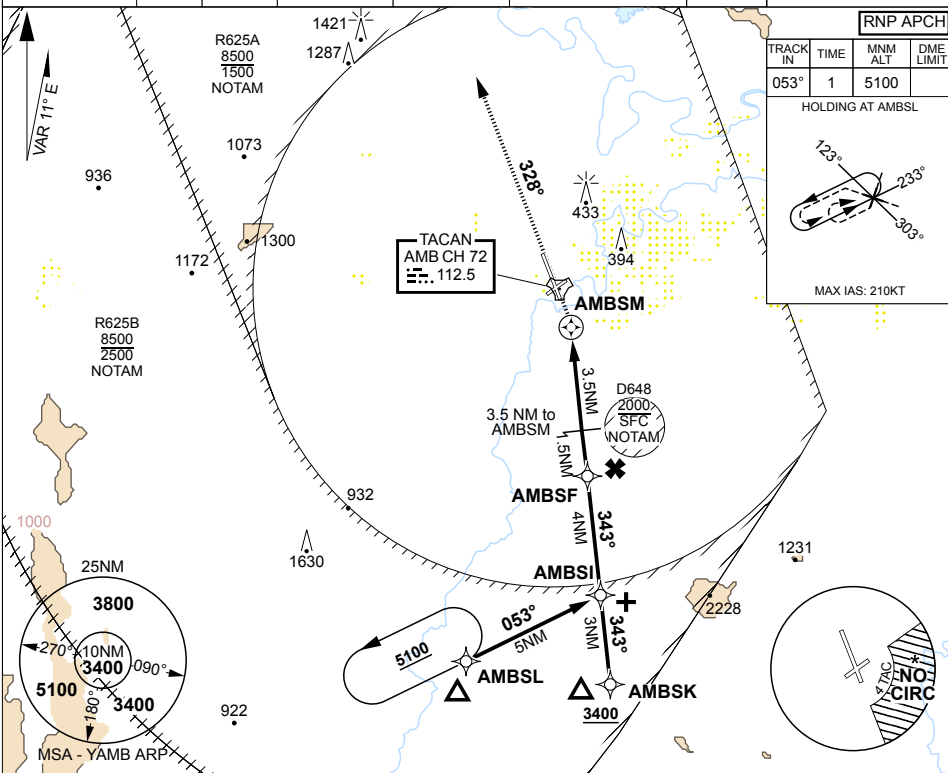 RNP APCH
TRACK IN
TIME
MNM ALT
DME LIMIT
053°
1
5100
HOLDING AT AMBSL
123°
233°
303°
MAX IAS: 210KT
VAR 11° E
R625A
8500
1500
NOTAM
1421
1287
1073
936
1300
1172
R625B
8500
2500
NOTAM
328°
433
394
TACAN
AMB CH 72
112.5
AMBSM
3.5NM
3.5 NM to
AMBSM
1.5NM
D648
2000
SFC
NOTAM
AMBSF
4NM
343°
932
1630
1000
AMBSI
1231
2228
053°
5NM
3NM
343°
5100
AMBSL
AMBSK
3400
922
25NM
3800
270°
10NM
3400
090°
5100
180°
3400
MSA - YAMB ARP
4 TAC
*
NO
CIRC